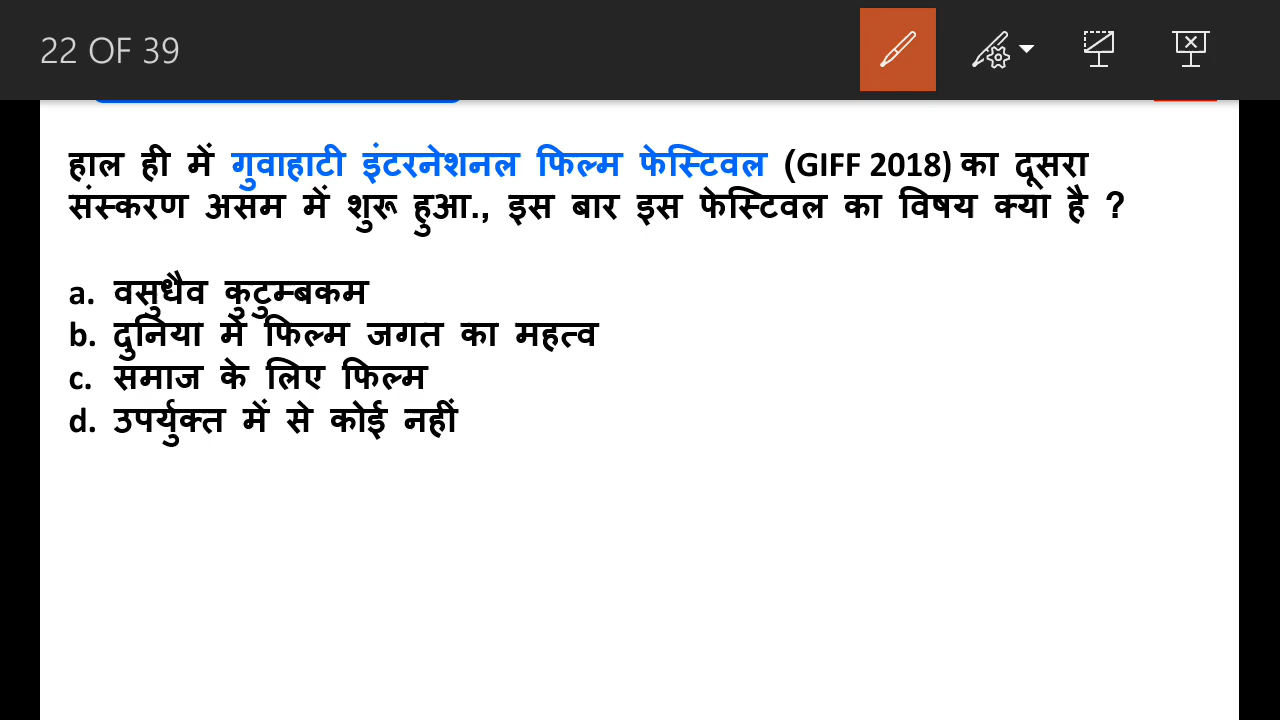 22 OF 39
हाल ही में गुवाहाटी इंटरनेशनल फिल्म फेस्टिवल (GIFF 2018) का दूसरा
संस्करण असम में शुरू हुआ., इस बार इस फेस्टिवल का विषय क्या है ?
a. वसुधैव कुटुम्बकम
b. दुनिया में फिल्म जगत का महत्व
c. समाज के लिए फिल्म
d. उपर्युक्त में से कोई नहीं